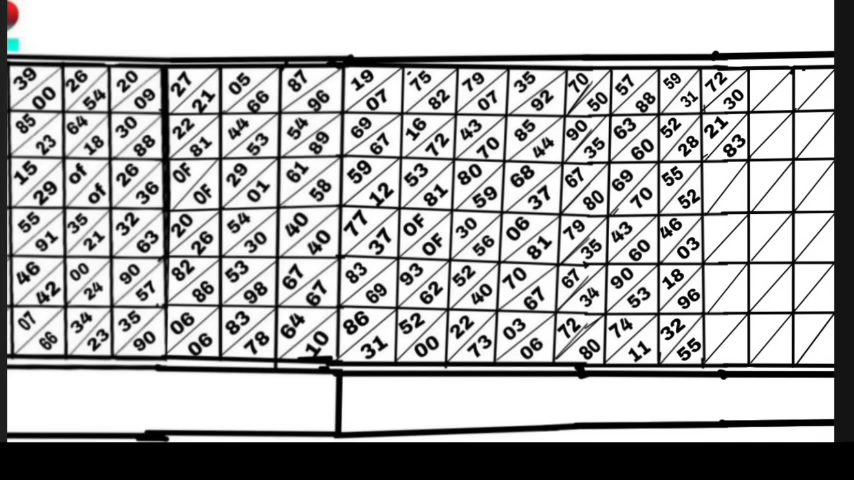 39 00 26 54 20 09 27 21 05 66 87 96 19 07 75 82 79 07 35 92 70 50 57 88 59 31 72 30
85 23 64 18 30 88 22 81 44 53 54 89 69 67 16 72 43 70 85 44 90 35 63 60 52 28 21 83
15 29 of of 26 36 OF OF 29 01 61 58 59 12 53 81 80 59 68 37 67 80 69 70 55 52
55 91 35 21 32 63 20 26 54 30 40 40 77 37 OF OF 30 56 06 81 79 35 43 60 46 03
46 42 00 24 90 57 82 86 53 98 67 67 83 69 93 62 52 40 70 67 67 34 90 53 18 96
07 66 34 23 35 90 06 06 83 78 64 10 86 31 52 00 22 73 03 06 72 80 74 11 32 55